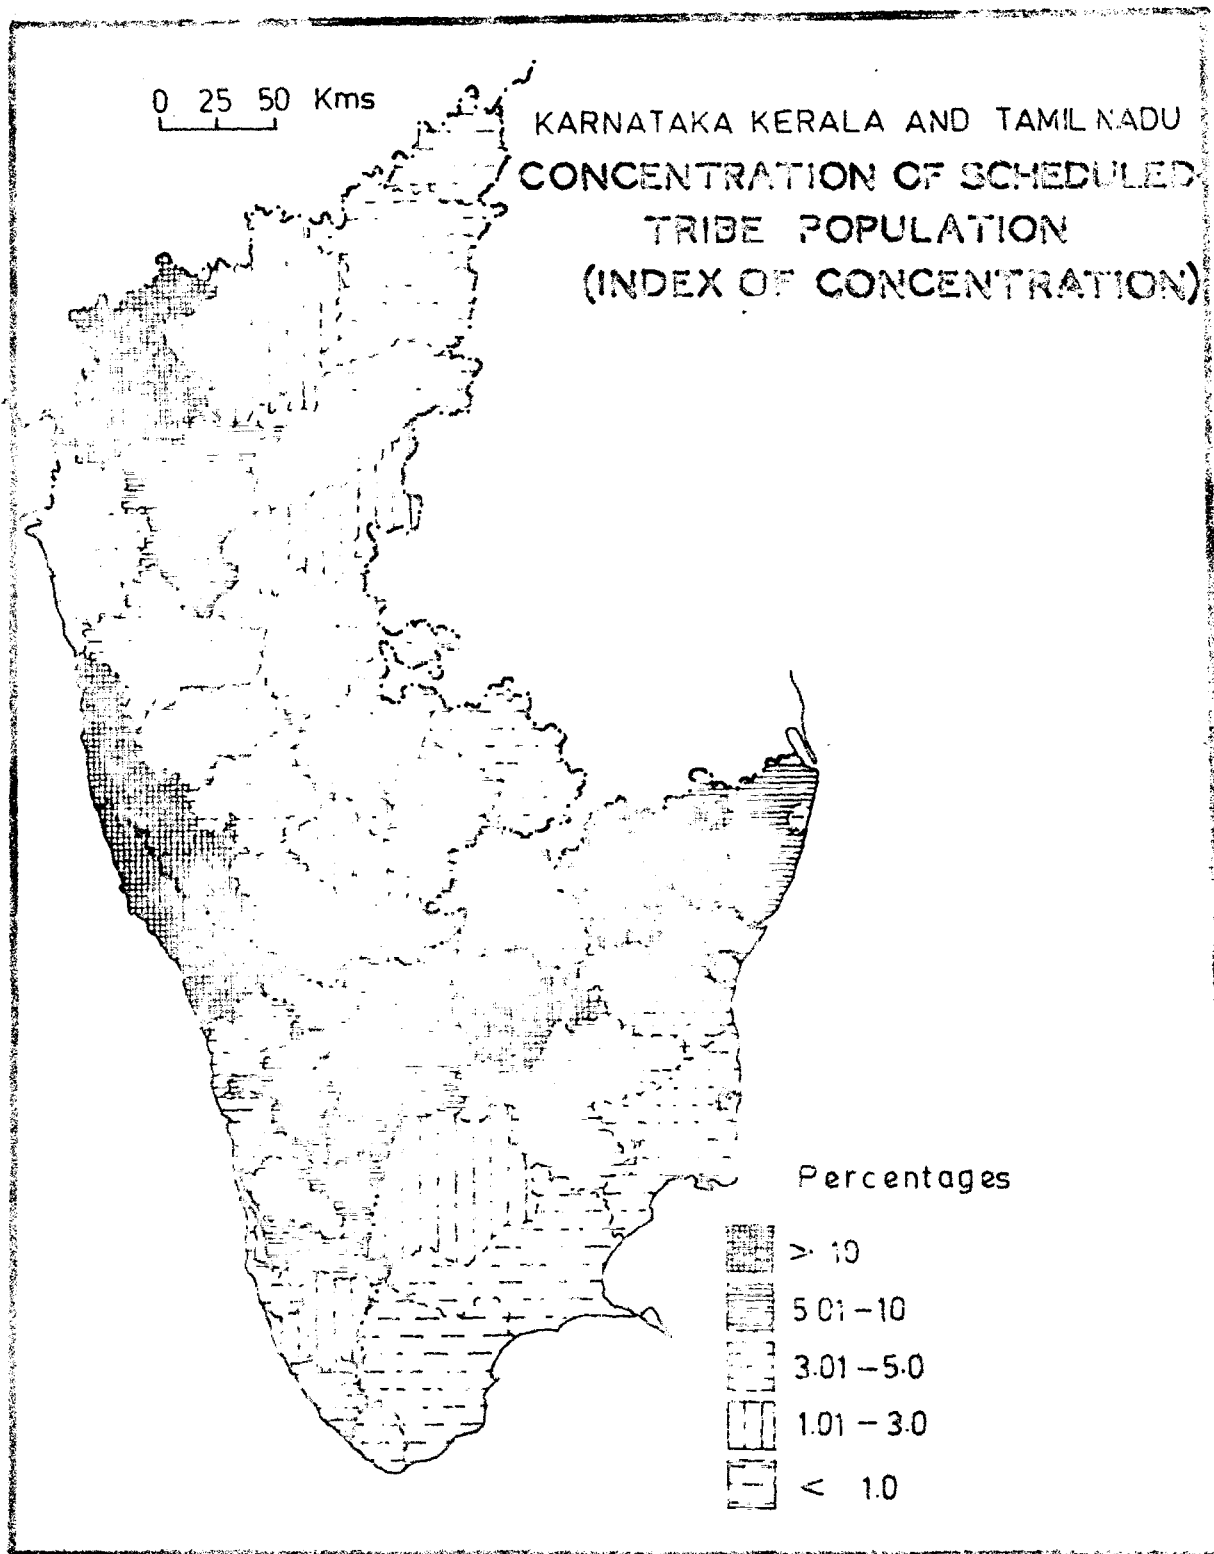 0 25 50 Kms
KARNATAKA KERALA AND TAMIL NADU
CONCENTRATION OF SCHEDULED
TRIBE POPULATION
(INDEX OF CONCENTRATION)
Percentages
> 10
5.01-10
3.01-5.0
1.01-3.0
< 1.0